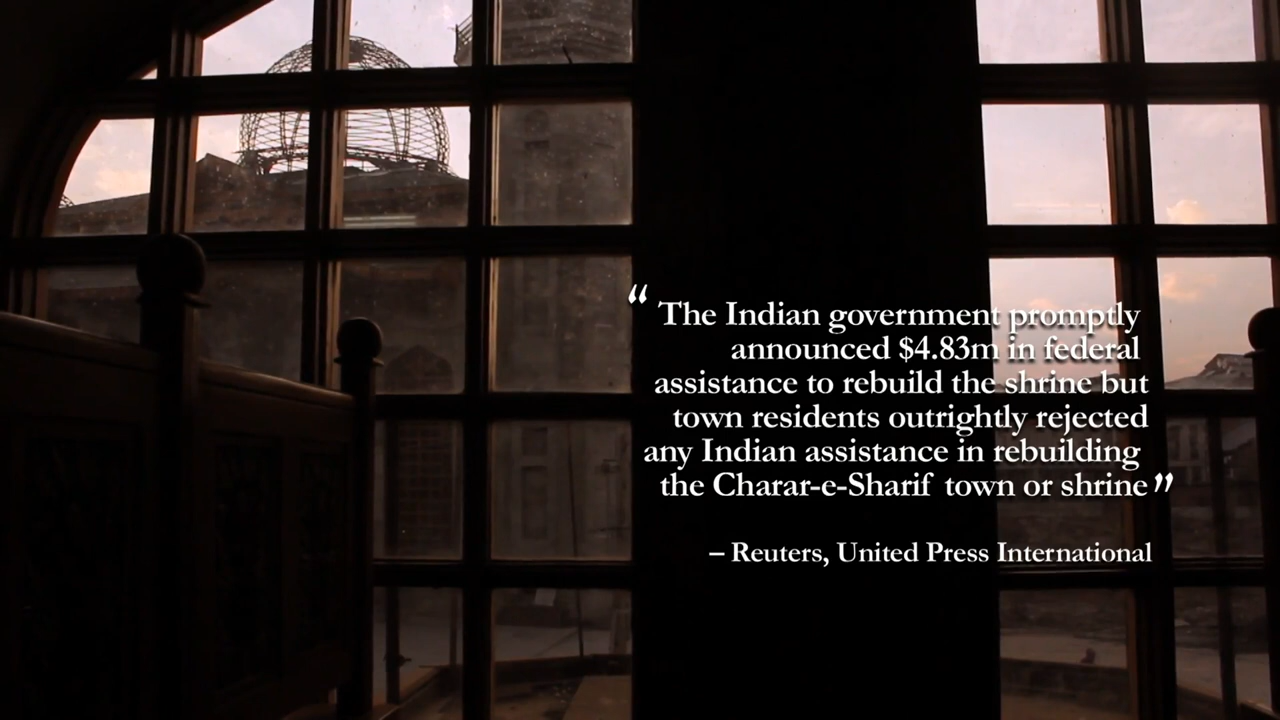 “ The Indian government promptly
announced $4.83m in federal
assistance to rebuild the shrine but
town residents outrightly rejected
any Indian assistance in rebuilding
the Charar-e-Sharif town or shrine ”
– Reuters, United Press International